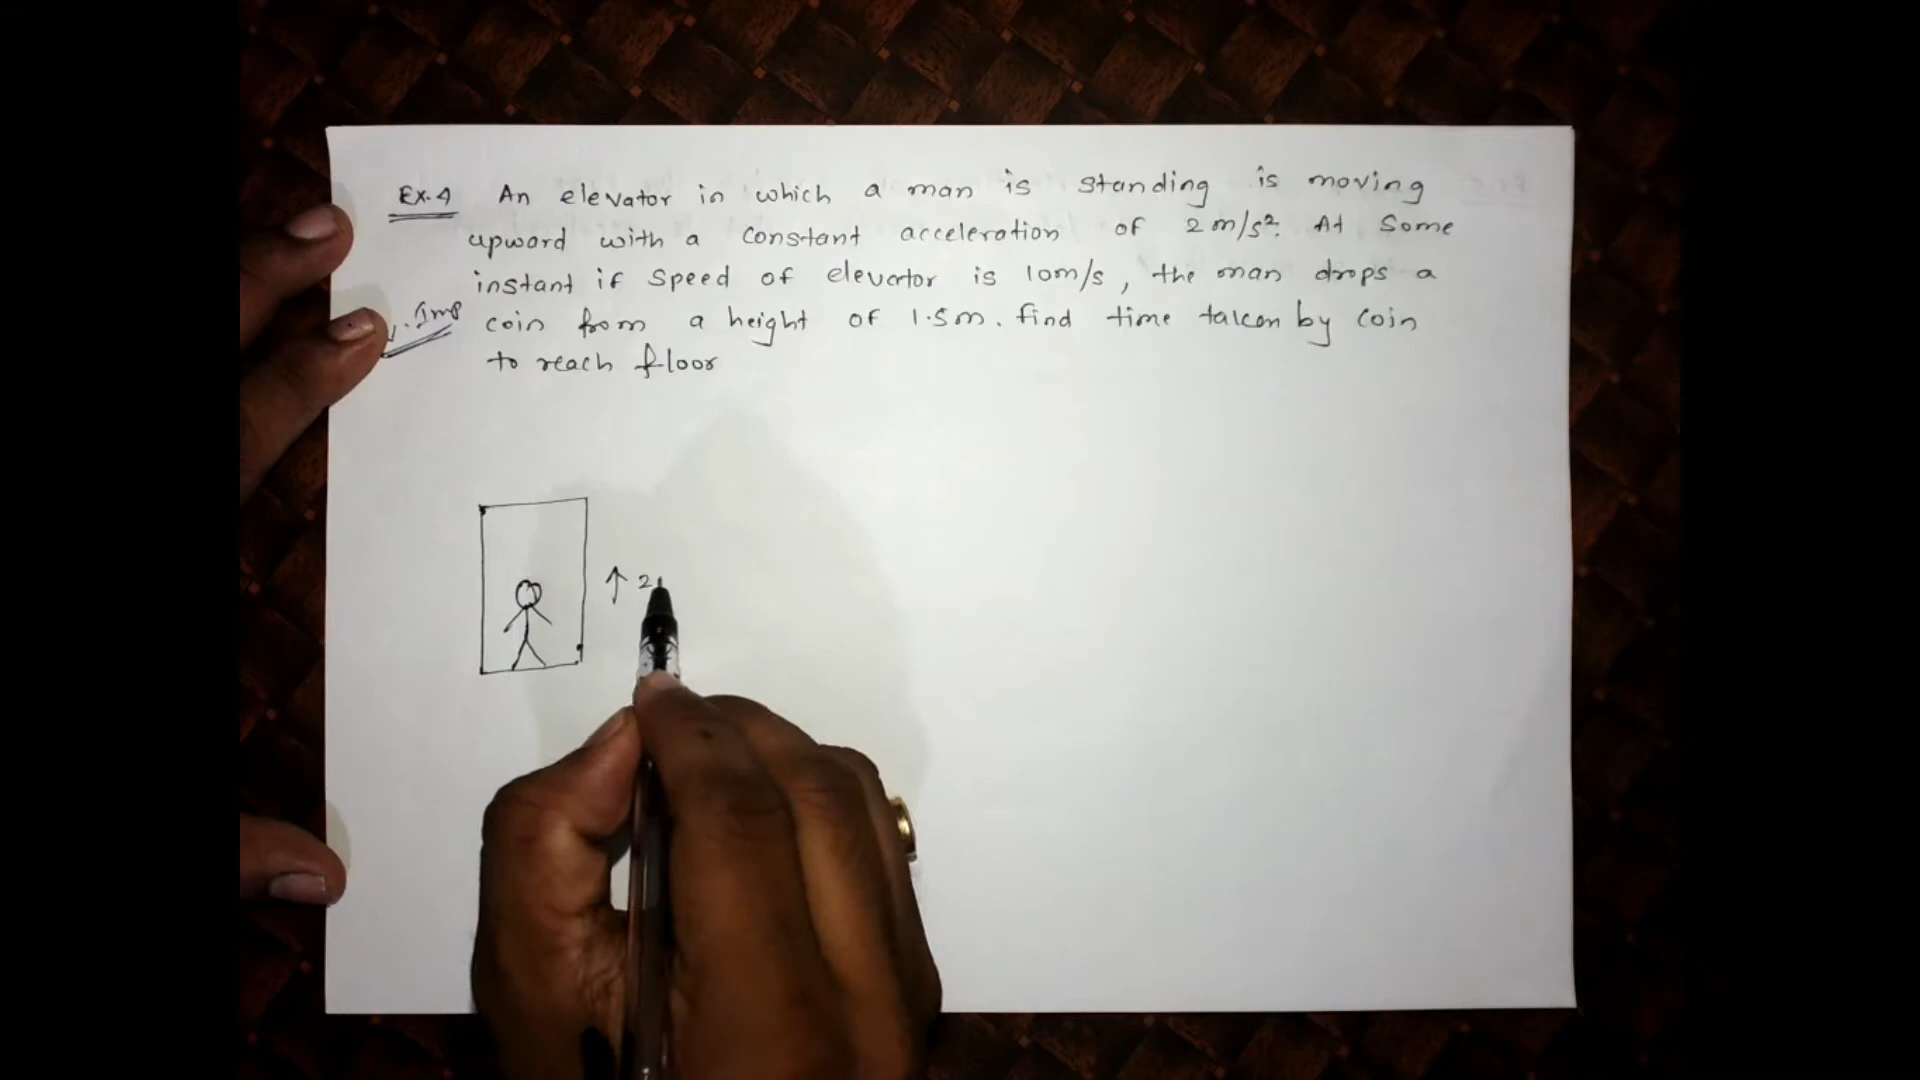 Ex.4 An elevator in which a man is standing is moving
upward with a constant acceleration of 2 m/s². At some
instant if speed of elevator is 10m/s, the man drops a
coin from a height of 1.5m. find time taken by coin
to reach floor
Imp
↑ 2